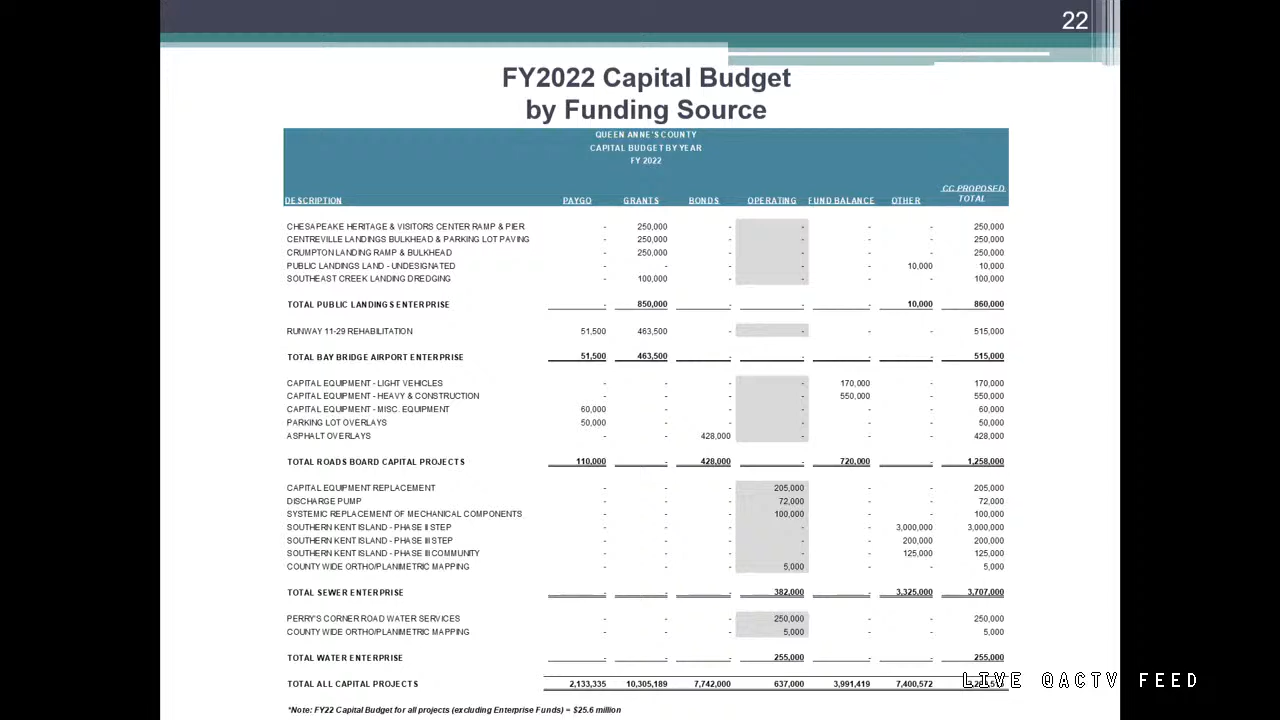 22
FY2022 Capital Budget
by Funding Source
QUEEN ANNE'S COUNTY
CAPITAL BUDGET BY YEAR
FY 2022
DESCRIPTION PAYGO GRANTS BONDS OPERATING FUND BALANCE OTHER CC PROPOSED TOTAL
CHESAPEAKE HERITAGE & VISITORS CENTER RAMP & PIER - 250,000 - - - - 250,000
CENTREVILLE LANDINGS BULKHEAD & PARKING LOT PAVING - 250,000 - - - - 250,000
CRUMPTON LANDING RAMP & BULKHEAD - 250,000 - - - - 250,000
PUBLIC LANDINGS LAND - UNDESIGNATED - - - - - 10,000 10,000
SOUTHEAST CREEK LANDING DREDGING - 100,000 - - - - 100,000
TOTAL PUBLIC LANDINGS ENTERPRISE - 850,000 - - - 10,000 860,000
RUNWAY 11-29 REHABILITATION 51,500 463,500 - - - - 515,000
TOTAL BAY BRIDGE AIRPORT ENTERPRISE 51,500 463,500 - - - - 515,000
CAPITAL EQUIPMENT - LIGHT VEHICLES - - - - 170,000 - 170,000
CAPITAL EQUIPMENT - HEAVY & CONSTRUCTION - - - - 550,000 - 550,000
CAPITAL EQUIPMENT - MISC. EQUIPMENT 60,000 - - - - - 60,000
PARKING LOT OVERLAYS 50,000 - - - - - 50,000
ASPHALT OVERLAYS - - 428,000 - - - 428,000
TOTAL ROADS BOARD CAPITAL PROJECTS 110,000 - 428,000 - 720,000 - 1,258,000
CAPITAL EQUIPMENT REPLACEMENT - - - 205,000 - - 205,000
DISCHARGE PUMP - - - 72,000 - - 72,000
SYSTEMIC REPLACEMENT OF MECHANICAL COMPONENTS - - - 100,000 - - 100,000
SOUTHERN KENT ISLAND - PHASE II STEP - - - - - 3,000,000 3,000,000
SOUTHERN KENT ISLAND - PHASE III STEP - - - - - 200,000 200,000
SOUTHERN KENT ISLAND - PHASE III COMMUNITY - - - - - 125,000 125,000
COUNTY WIDE ORTHO/PLANIMETRIC MAPPING - - - 5,000 - - 5,000
TOTAL SEWER ENTERPRISE - - - 382,000 - 3,325,000 3,707,000
PERRY'S CORNER ROAD WATER SERVICES - - - 250,000 - - 250,000
COUNTY WIDE ORTHO/PLANIMETRIC MAPPING - - - 5,000 - - 5,000
TOTAL WATER ENTERPRISE - - - 255,000 - - 255,000
TOTAL ALL CAPITAL PROJECTS 2,133,335 10,305,189 7,742,000 637,000 3,991,419 7,400,572
LIVE QACTV FEED
*Note: FY22 Capital Budget for all projects (excluding Enterprise Funds) = $25.6 million